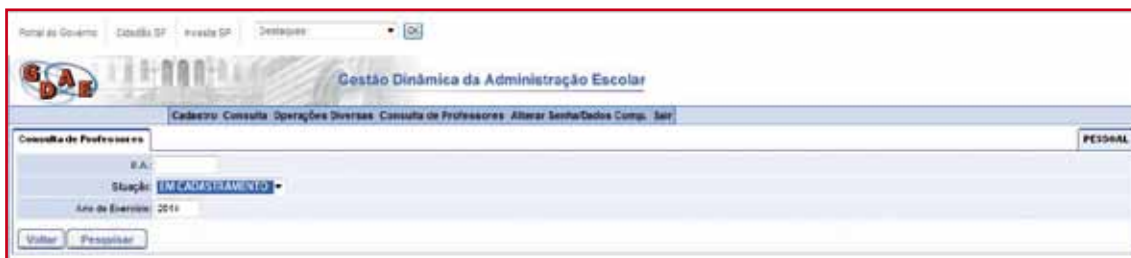 Portal do Governo Cidadão SP Investe SP Destaques: OK
GDAE
Gestão Dinâmica da Administração Escolar
Cadastro Consulta Operações Diversas Consulta de Professores Alterar Senha/Dados Comp. Sair
Consulta de Professores PESSOAL
R.A.:
Situação: EM CADASTRAMENTO
Ano de Exercício: 2014
Voltar Pesquisar